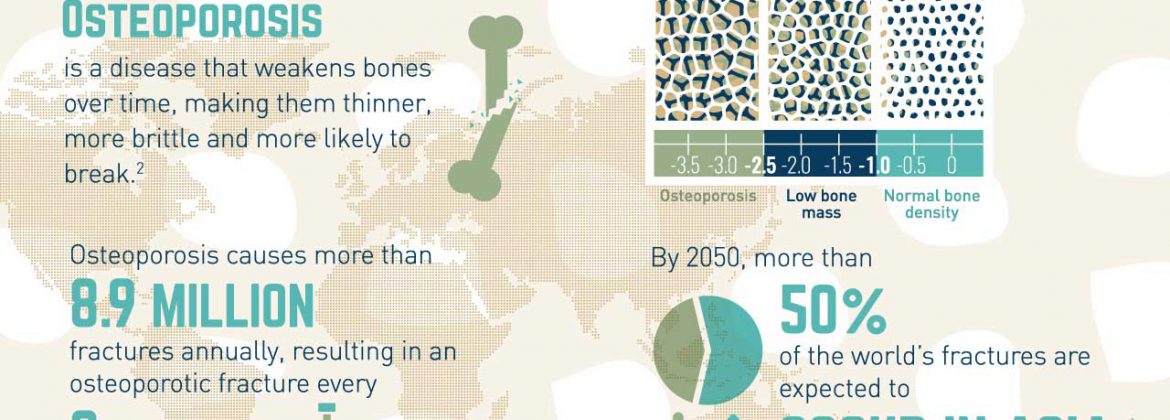 OSTEOPOROSIS
is a disease that weakens bones
over time, making them thinner,
more brittle and more likely to
break.2
-3.5 -3.0 -2.5 -2.0 -1.5 -1.0 -0.5 0
Osteoporosis
Low bone
mass
Normal bone
density
Osteoporosis causes more than
8.9 MILLION
fractures annually, resulting in an
osteoporotic fracture every
By 2050, more than
50%
of the world's fractures are
expected to